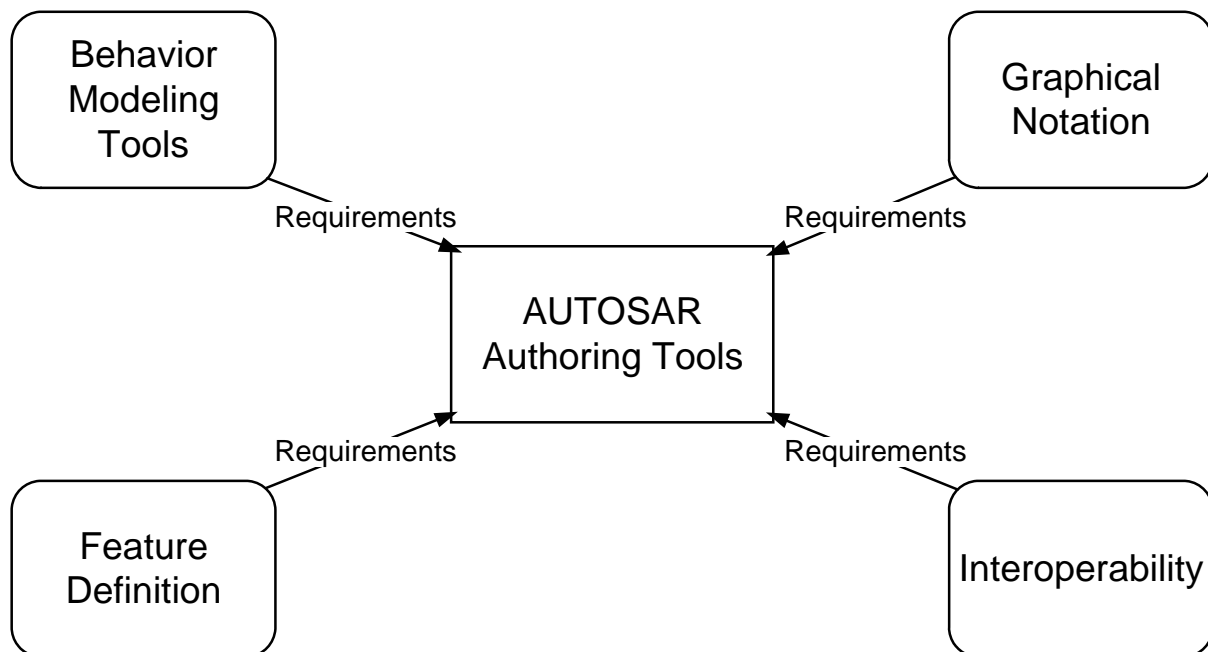 Behavior
Modeling
Tools
Graphical
Notation
Requirements
Requirements
AUTOSAR
Authoring Tools
Requirements
Requirements
Feature
Definition
Interoperability